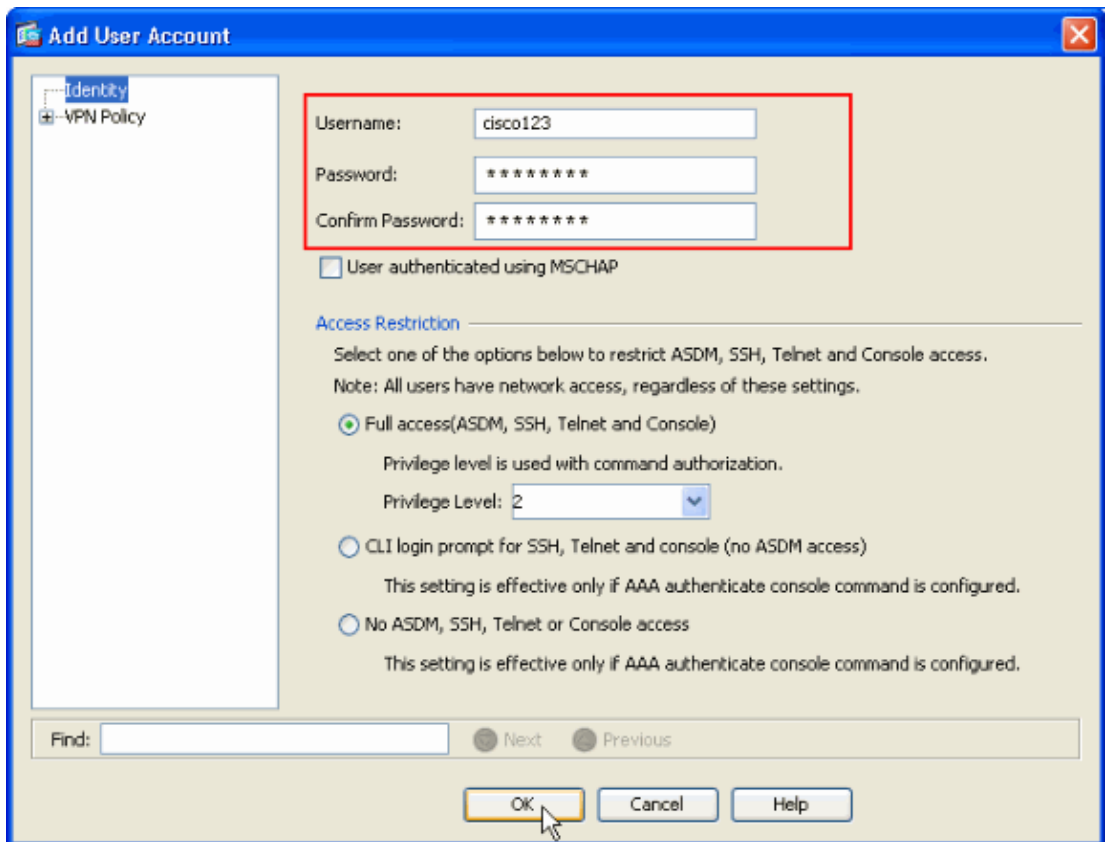 Add User Account
Identity
VPN Policy
Username: cisco123
Password: ********
Confirm Password: ********
User authenticated using MSCHAP
Access Restriction
Select one of the options below to restrict ASDM, SSH, Telnet and Console access.
Note: All users have network access, regardless of these settings.
Full access(ASDM, SSH, Telnet and Console)
Privilege level is used with command authorization.
Privilege Level: 2
CLI login prompt for SSH, Telnet and console (no ASDM access)
This setting is effective only if AAA authenticate console command is configured.
No ASDM, SSH, Telnet or Console access
This setting is effective only if AAA authenticate console command is configured.
Find: Next Previous
OK Cancel Help